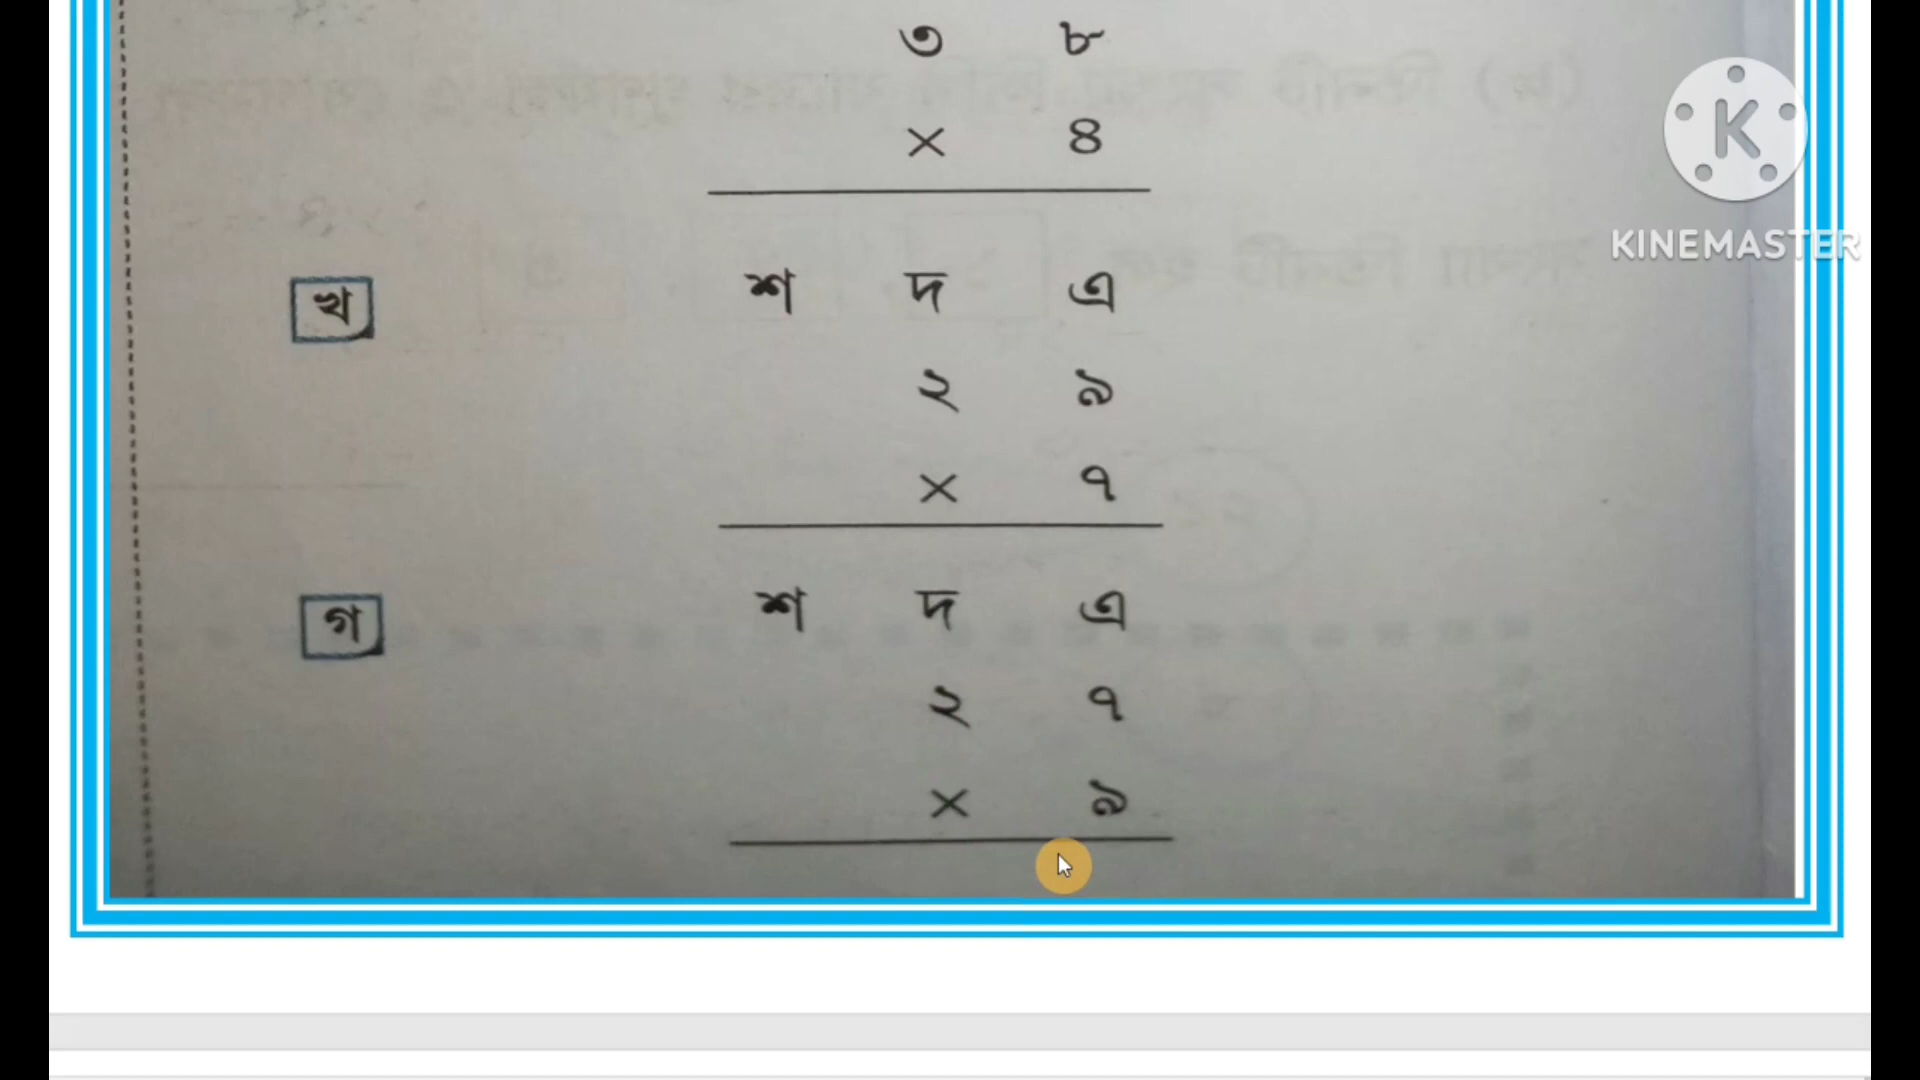 ৩ ৮
× ৪
খ শ দ এ
২ ৯
× ৭
গ শ দ এ
২ ৭
× ৯
K
KINEMASTER